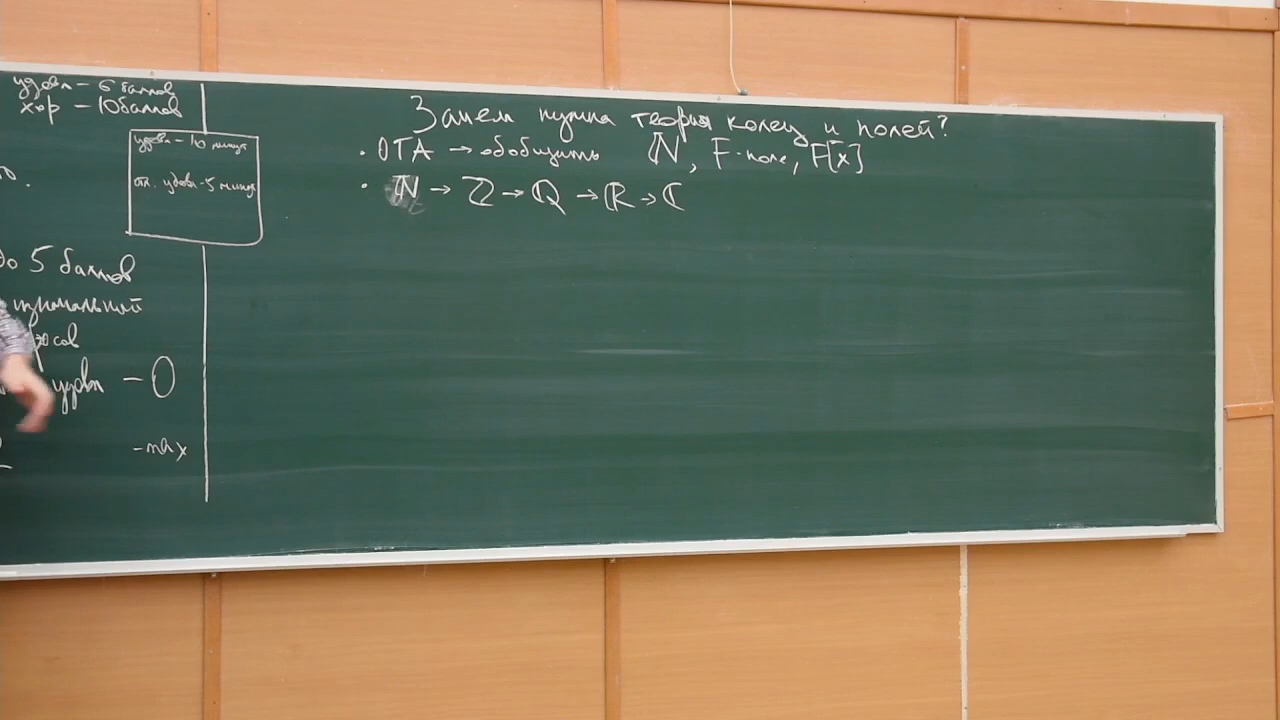 удовл – 6 баллов
хор – 10 баллов
удовл – 10 минут
отл. удовл – 5 минут
до 5 баллов
удовл – 0
– max
Зачем нужна теория колец и полей?
· ОТА → обобщить ℕ, F - поле, F[x]
· ℕ → ℤ → ℚ → ℝ → ℂ